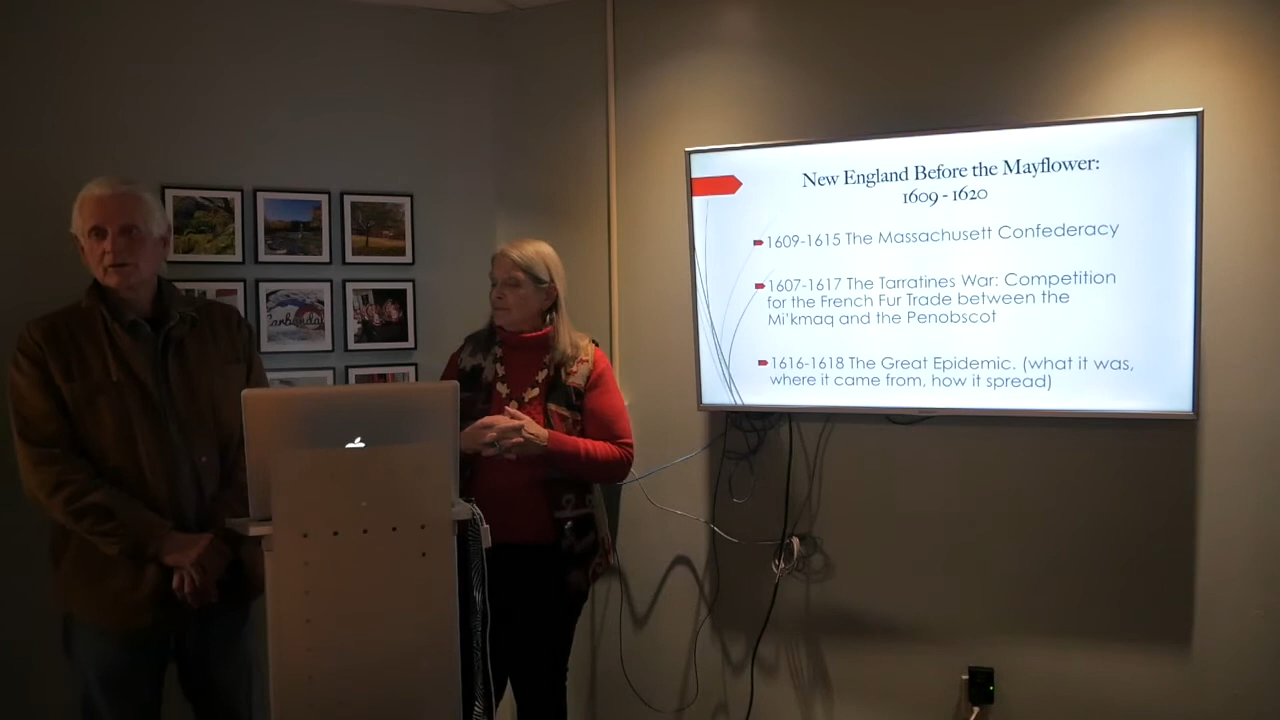 New England Before the Mayflower:
1609 - 1620
1609-1615 The Massachusett Confederacy
1607-1617 The Tarratines War: Competition
for the French Fur Trade between the
Mi'kmaq and the Penobscot
1616-1618 The Great Epidemic. (what it was,
where it came from, how it spread)